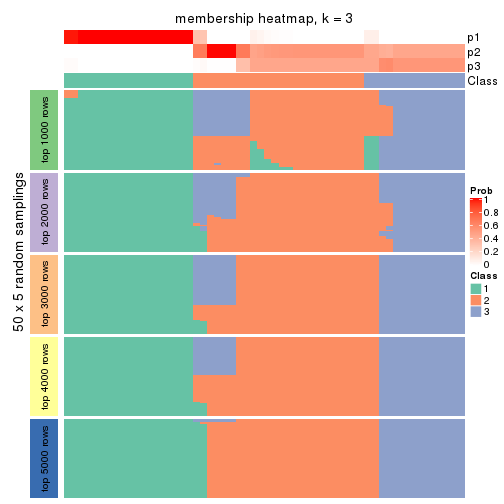 membership heatmap, k = 3
p1
p2
p3
Class
50 x 5 random samplings
top 1000 rows
top 2000 rows
top 3000 rows
top 4000 rows
top 5000 rows
Prob
1
0.8
0.6
0.4
0.2
0
Class
1
2
3